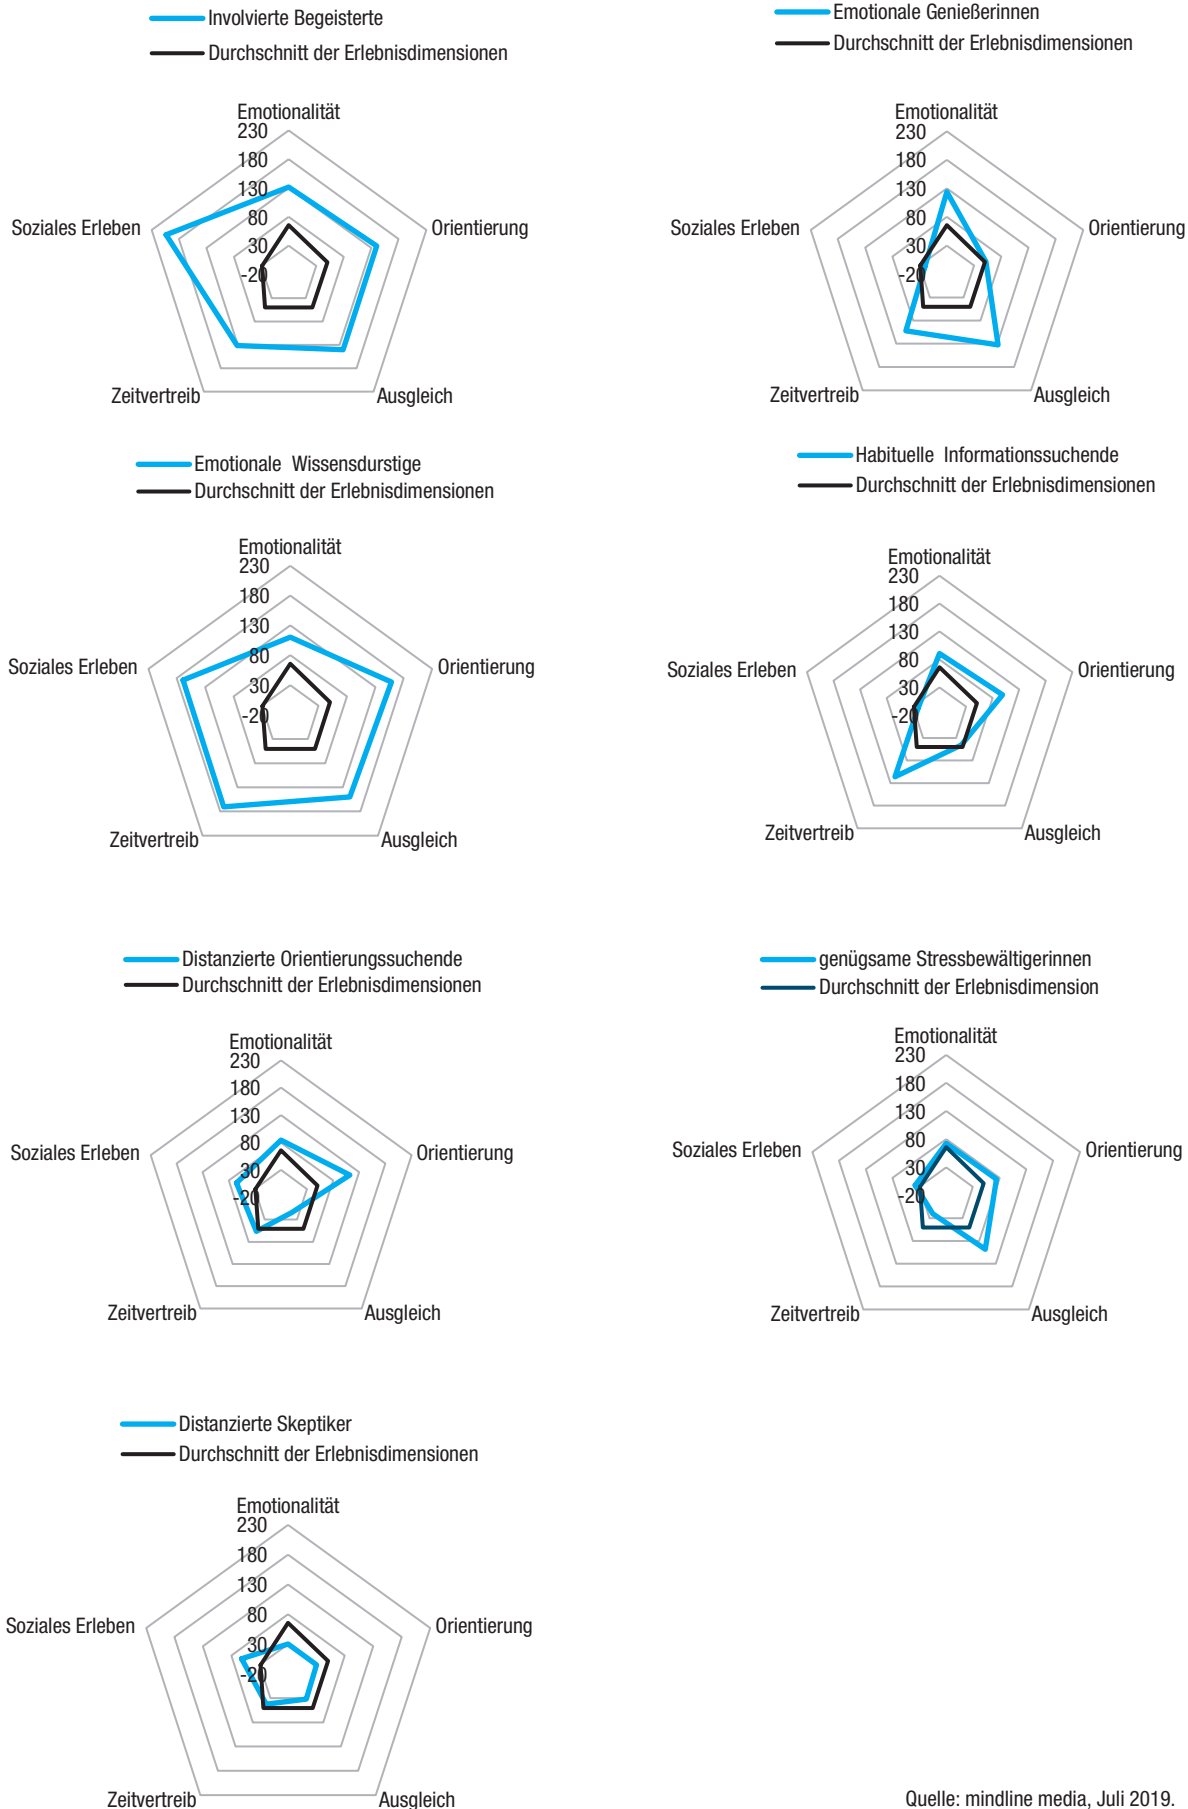 Involvierte Begeisterte
Durchschnitt der Erlebnisdimensionen
Emotionalität
230
180
130
80
30
-20
Soziales Erleben
Orientierung
Zeitvertreib
Ausgleich
Emotionale Genießerinnen
Durchschnitt der Erlebnisdimensionen
Emotionalität
230
180
130
80
30
-20
Soziales Erleben
Orientierung
Zeitvertreib
Ausgleich
Emotionale Wissensdurstige
Durchschnitt der Erlebnisdimensionen
Emotionalität
230
180
130
80
30
-20
Soziales Erleben
Orientierung
Zeitvertreib
Ausgleich
Habituelle Informationssuchende
Durchschnitt der Erlebnisdimensionen
Emotionalität
230
180
130
80
30
-20
Soziales Erleben
Orientierung
Zeitvertreib
Ausgleich
Distanzierte Orientierungssuchende
Durchschnitt der Erlebnisdimensionen
Emotionalität
230
180
130
80
30
-20
Soziales Erleben
Orientierung
Zeitvertreib
Ausgleich
genügsame Stressbewältigerinnen
Durchschnitt der Erlebnisdimension
Emotionalität
230
180
130
80
30
-20
Soziales Erleben
Orientierung
Zeitvertreib
Ausgleich
Distanzierte Skeptiker
Durchschnitt der Erlebnisdimensionen
Emotionalität
230
180
130
80
30
-20
Soziales Erleben
Orientierung
Zeitvertreib
Ausgleich
Quelle: mindline media, Juli 2019.